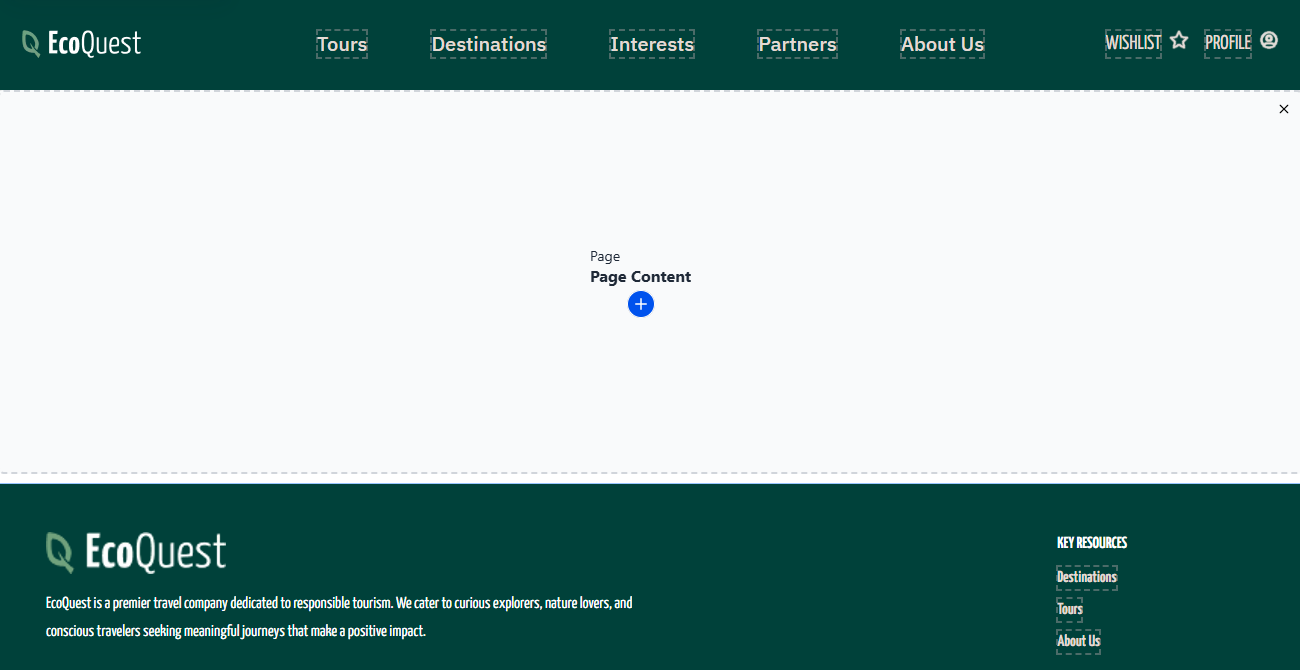 EcoQuest
Tours
Destinations
Interests
Partners
About Us
WISHLIST
PROFILE
Page
Page Content
EcoQuest
EcoQuest is a premier travel company dedicated to responsible tourism. We cater to curious explorers, nature lovers, and
conscious travelers seeking meaningful journeys that make a positive impact.
KEY RESOURCES
Destinations
Tours
About Us